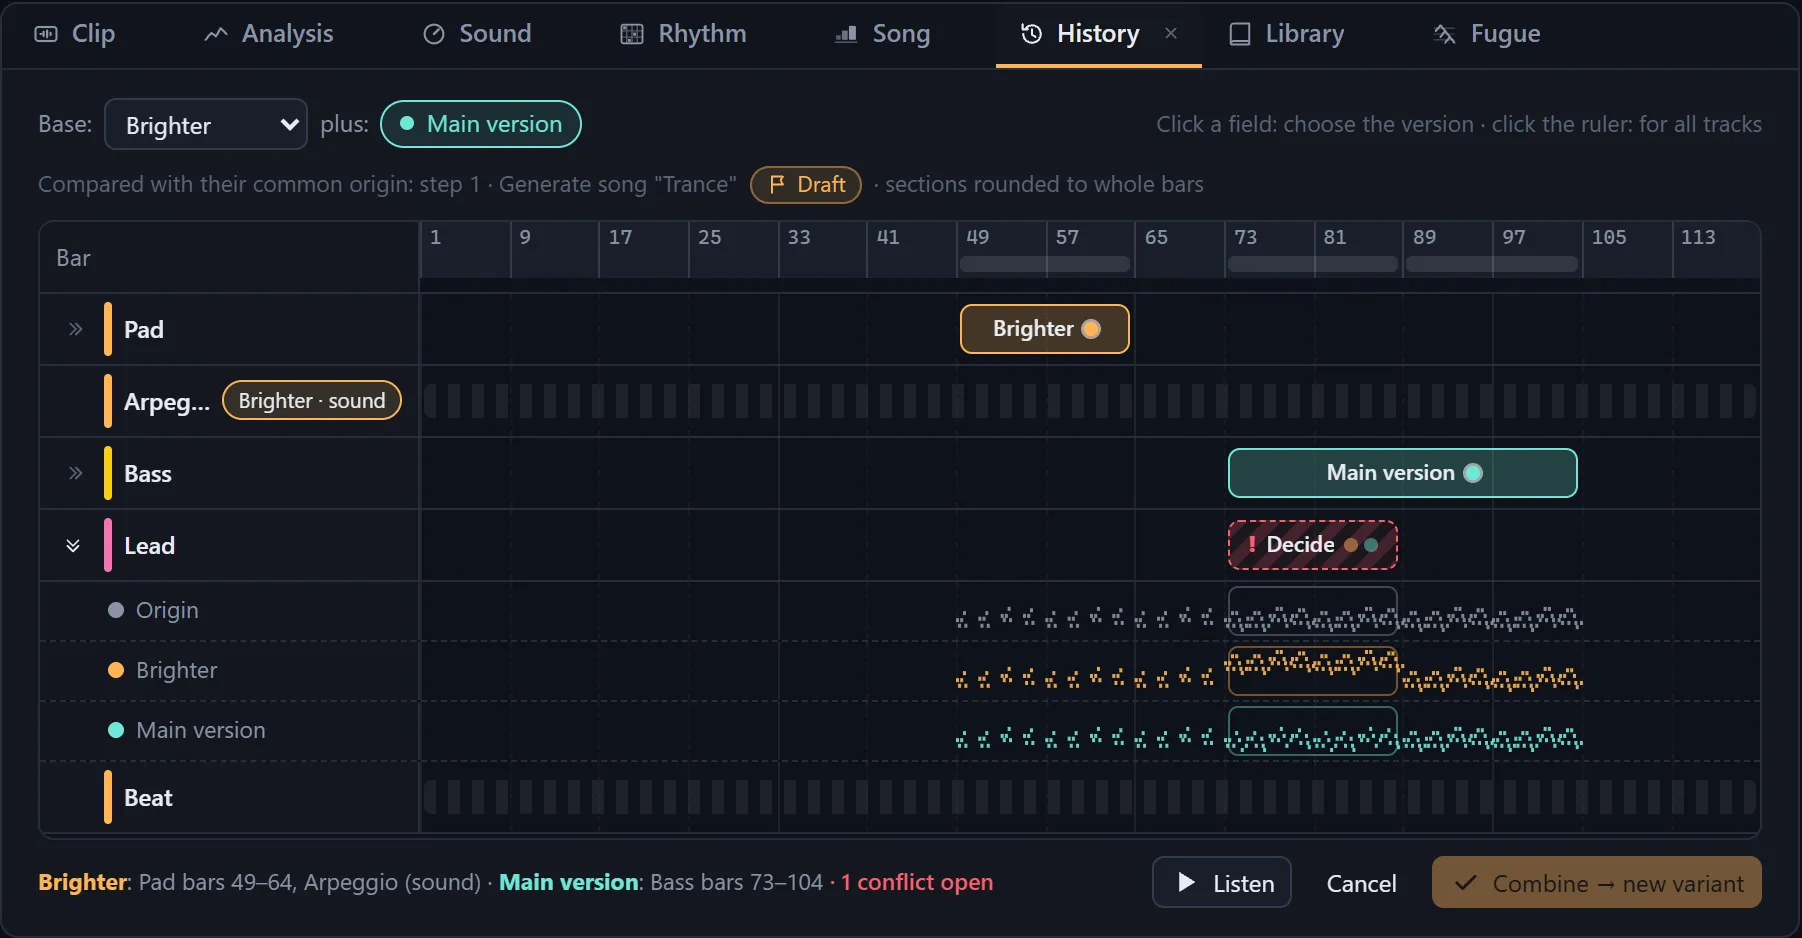 Clip Analysis Sound Rhythm Song History × Library Fugue
Base: Brighter plus: Main version Click a field: choose the version · click the ruler: for all tracks
Compared with their common origin: step 1 · Generate song "Trance" Draft · sections rounded to whole bars
Bar 1 9 17 25 33 41 49 57 65 73 81 89 97 105 113
Pad Brighter
Arpeg... Brighter · sound
Bass Main version
Lead ! Decide
Origin
Brighter
Main version
Beat
Brighter: Pad bars 49–64, Arpeggio (sound) · Main version: Bass bars 73–104 · 1 conflict open Listen Cancel Combine → new variant